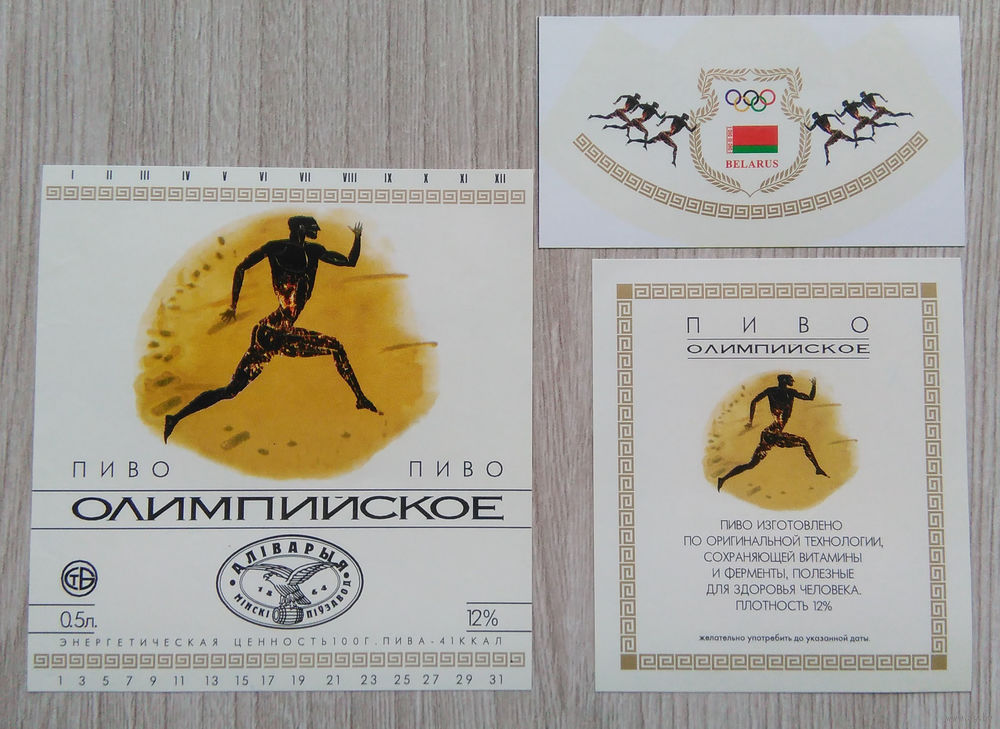 I II III IV V VI VII VIII IX X XI XII
ПИВО ПИВО
ОЛИМПИЙСКОЕ
АЛІВАРЫЯ
1864
МІНСКІ ПІЎЗАВОД
СТБ
0.5л. 12%
ЭНЕРГЕТИЧЕСКАЯ ЦЕННОСТЬ 100Г. ПИВА - 41ККАЛ
1 3 5 7 9 11 13 15 17 19 21 23 25 27 29 31
BELARUS
ПИВО
ОЛИМПИЙСКОЕ
ПИВО ИЗГОТОВЛЕНО
ПО ОРИГИНАЛЬНОЙ ТЕХНОЛОГИИ,
СОХРАНЯЮЩЕЙ ВИТАМИНЫ
И ФЕРМЕНТЫ, ПОЛЕЗНЫЕ
ДЛЯ ЗДОРОВЬЯ ЧЕЛОВЕКА.
ПЛОТНОСТЬ 12%
желательно употребить до указанной даты.